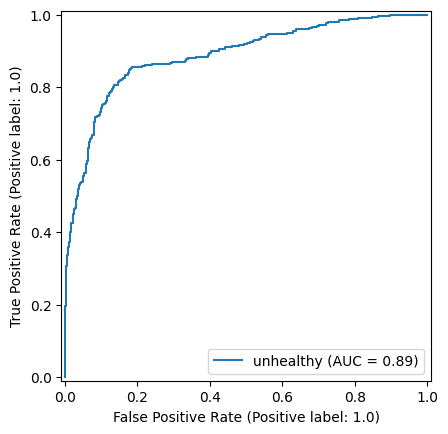 1.0
0.8
0.6
0.4
0.2
0.0
True Positive Rate (Positive label: 1.0)
unhealthy (AUC = 0.89)
0.0 0.2 0.4 0.6 0.8 1.0
False Positive Rate (Positive label: 1.0)